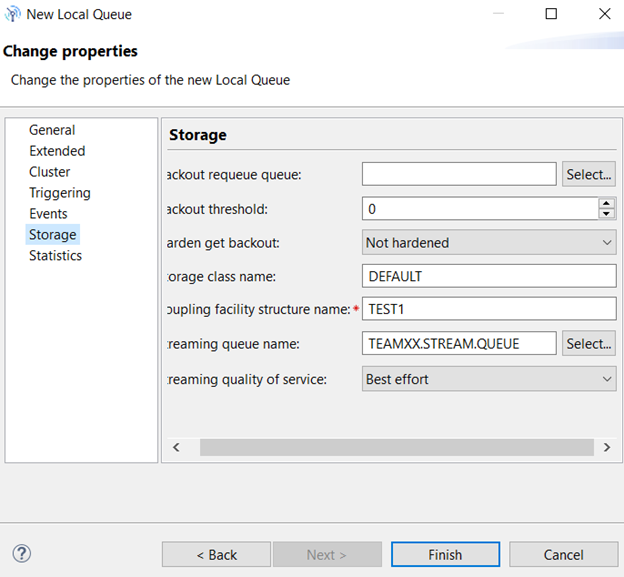 New Local Queue
Change properties
Change the properties of the new Local Queue
General
Extended
Cluster
Triggering
Events
Storage
Statistics
Storage
ackout requeue queue: Select...
ackout threshold: 0
arden get backout: Not hardened
torage class name: DEFAULT
oupling facility structure name: * TEST1
treaming queue name: TEAMXX.STREAM.QUEUE Select...
treaming quality of service: Best effort
? < Back Next > Finish Cancel